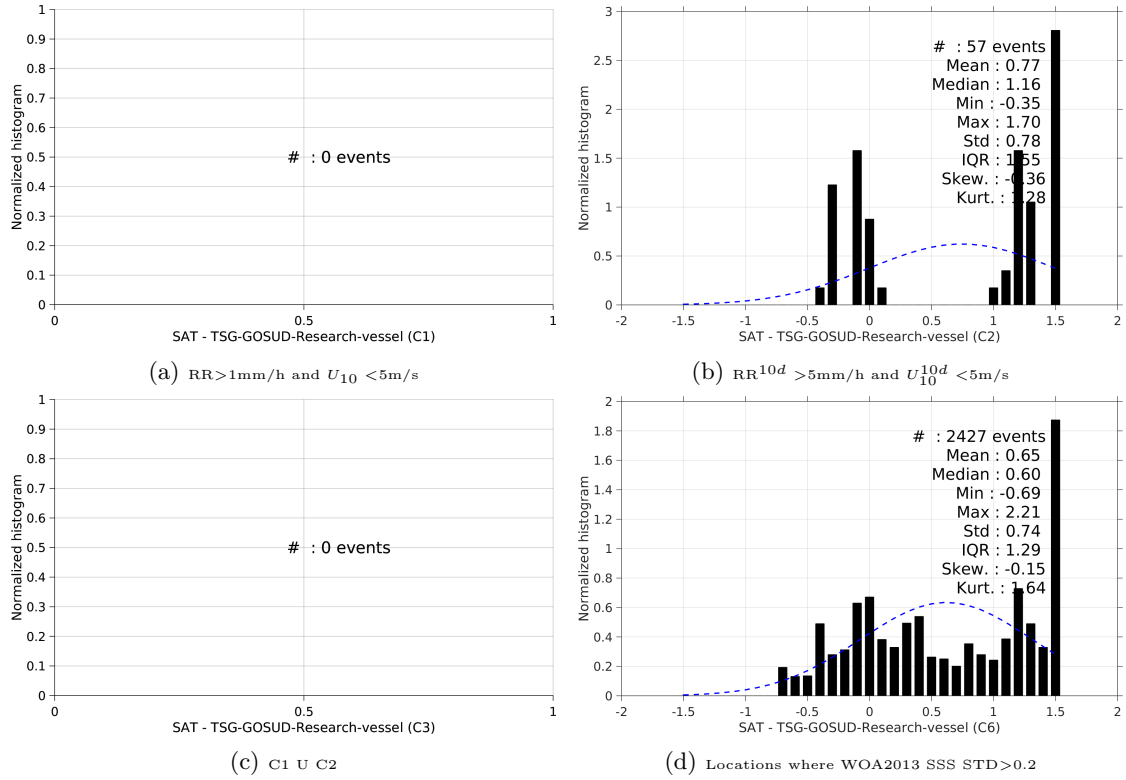 1
0.9
0.8
0.7
0.6
0.5
0.4
0.3
0.2
0.1
0
Normalized histogram
# : 0 events
0 0.5 1
SAT - TSG-GOSUD-Research-vessel (C1)
(a) RR>1mm/h and U10 <5m/s
3
2.5
2
1.5
1
0.5
0
Normalized histogram
# : 57 events
Mean : 0.77
Median : 1.16
Min : -0.35
Max : 1.70
Std : 0.78
IQR : 1.55
Skew. : -0.36
Kurt. : 1.28
-2 -1.5 -1 -0.5 0 0.5 1 1.5 2
SAT - TSG-GOSUD-Research-vessel (C2)
(b) RR^10d >5mm/h and U_10^10d <5m/s
1
0.9
0.8
0.7
0.6
0.5
0.4
0.3
0.2
0.1
0
Normalized histogram
# : 0 events
0 0.5 1
SAT - TSG-GOSUD-Research-vessel (C3)
(c) C1 U C2
2
1.8
1.6
1.4
1.2
1
0.8
0.6
0.4
0.2
0
Normalized histogram
# : 2427 events
Mean : 0.65
Median : 0.60
Min : -0.69
Max : 2.21
Std : 0.74
IQR : 1.29
Skew. : -0.15
Kurt. : 1.64
-2 -1.5 -1 -0.5 0 0.5 1 1.5 2
SAT - TSG-GOSUD-Research-vessel (C6)
(d) Locations where WOA2013 SSS STD>0.2